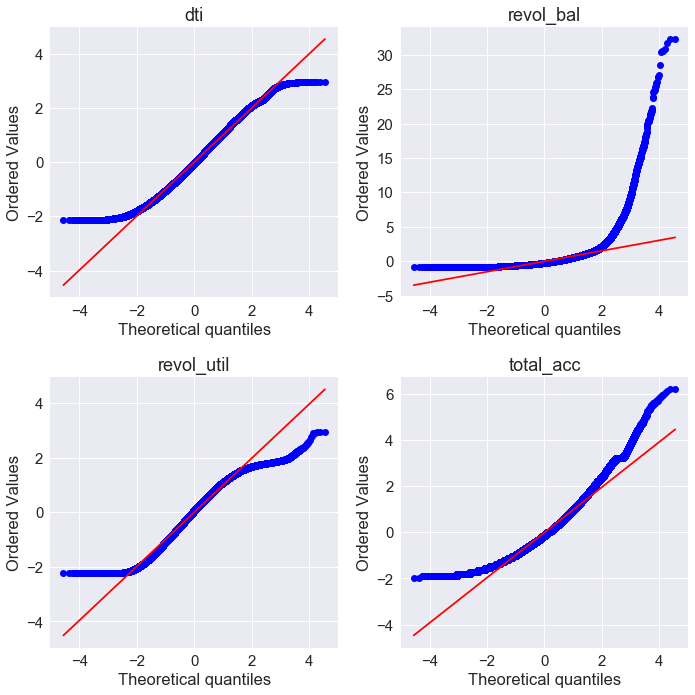 dti
4
2
0
−2
−4
Ordered Values
−4 −2 0 2 4
Theoretical quantiles
revol_bal
30
25
20
15
10
5
0
−5
Ordered Values
−4 −2 0 2 4
Theoretical quantiles
revol_util
4
2
0
−2
−4
Ordered Values
−4 −2 0 2 4
Theoretical quantiles
total_acc
6
4
2
0
−2
−4
Ordered Values
−4 −2 0 2 4
Theoretical quantiles